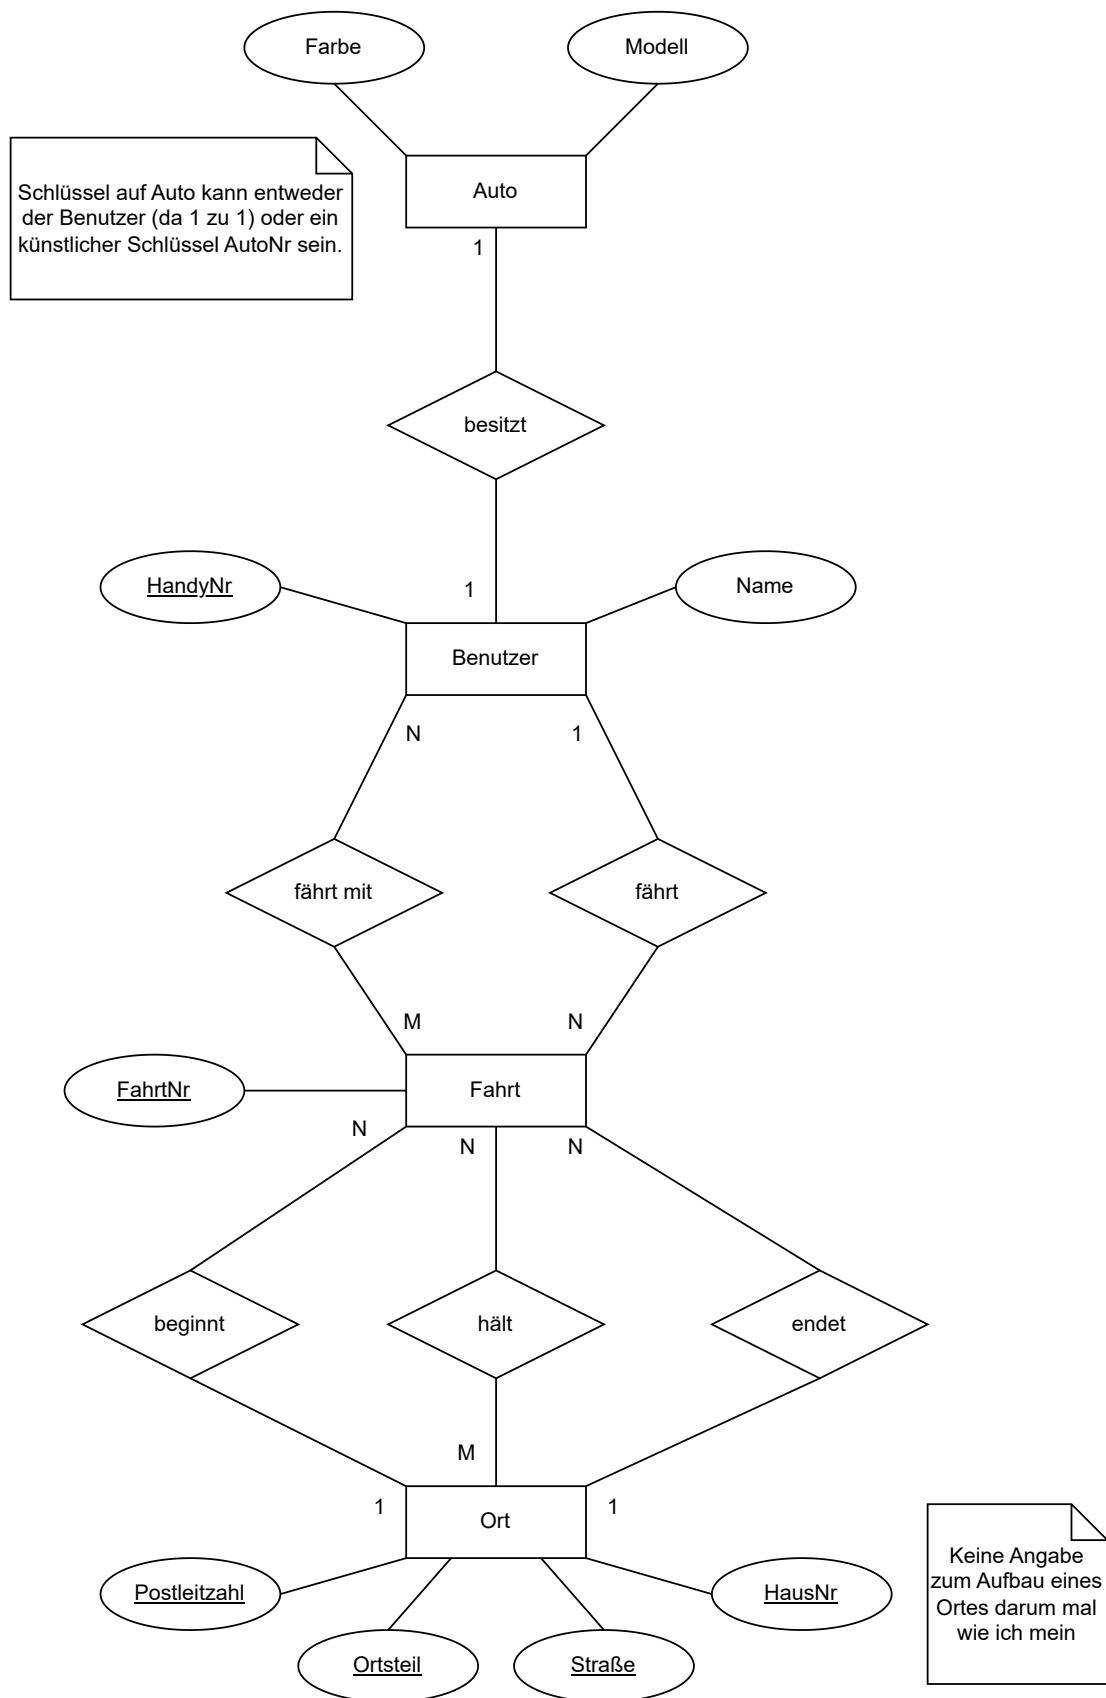 Farbe
Modell
Schlüssel auf Auto kann entweder
der Benutzer (da 1 zu 1) oder ein
künstlicher Schlüssel AutoNr sein.
Auto
1
besitzt
HandyNr
1
Name
Benutzer
N
1
fährt mit
fährt
M
N
FahrtNr
Fahrt
N
N
N
beginnt
hält
endet
M
1
Ort
1
Postleitzahl
HausNr
Ortsteil
Straße
Keine Angabe
zum Aufbau eines
Ortes darum mal
wie ich mein